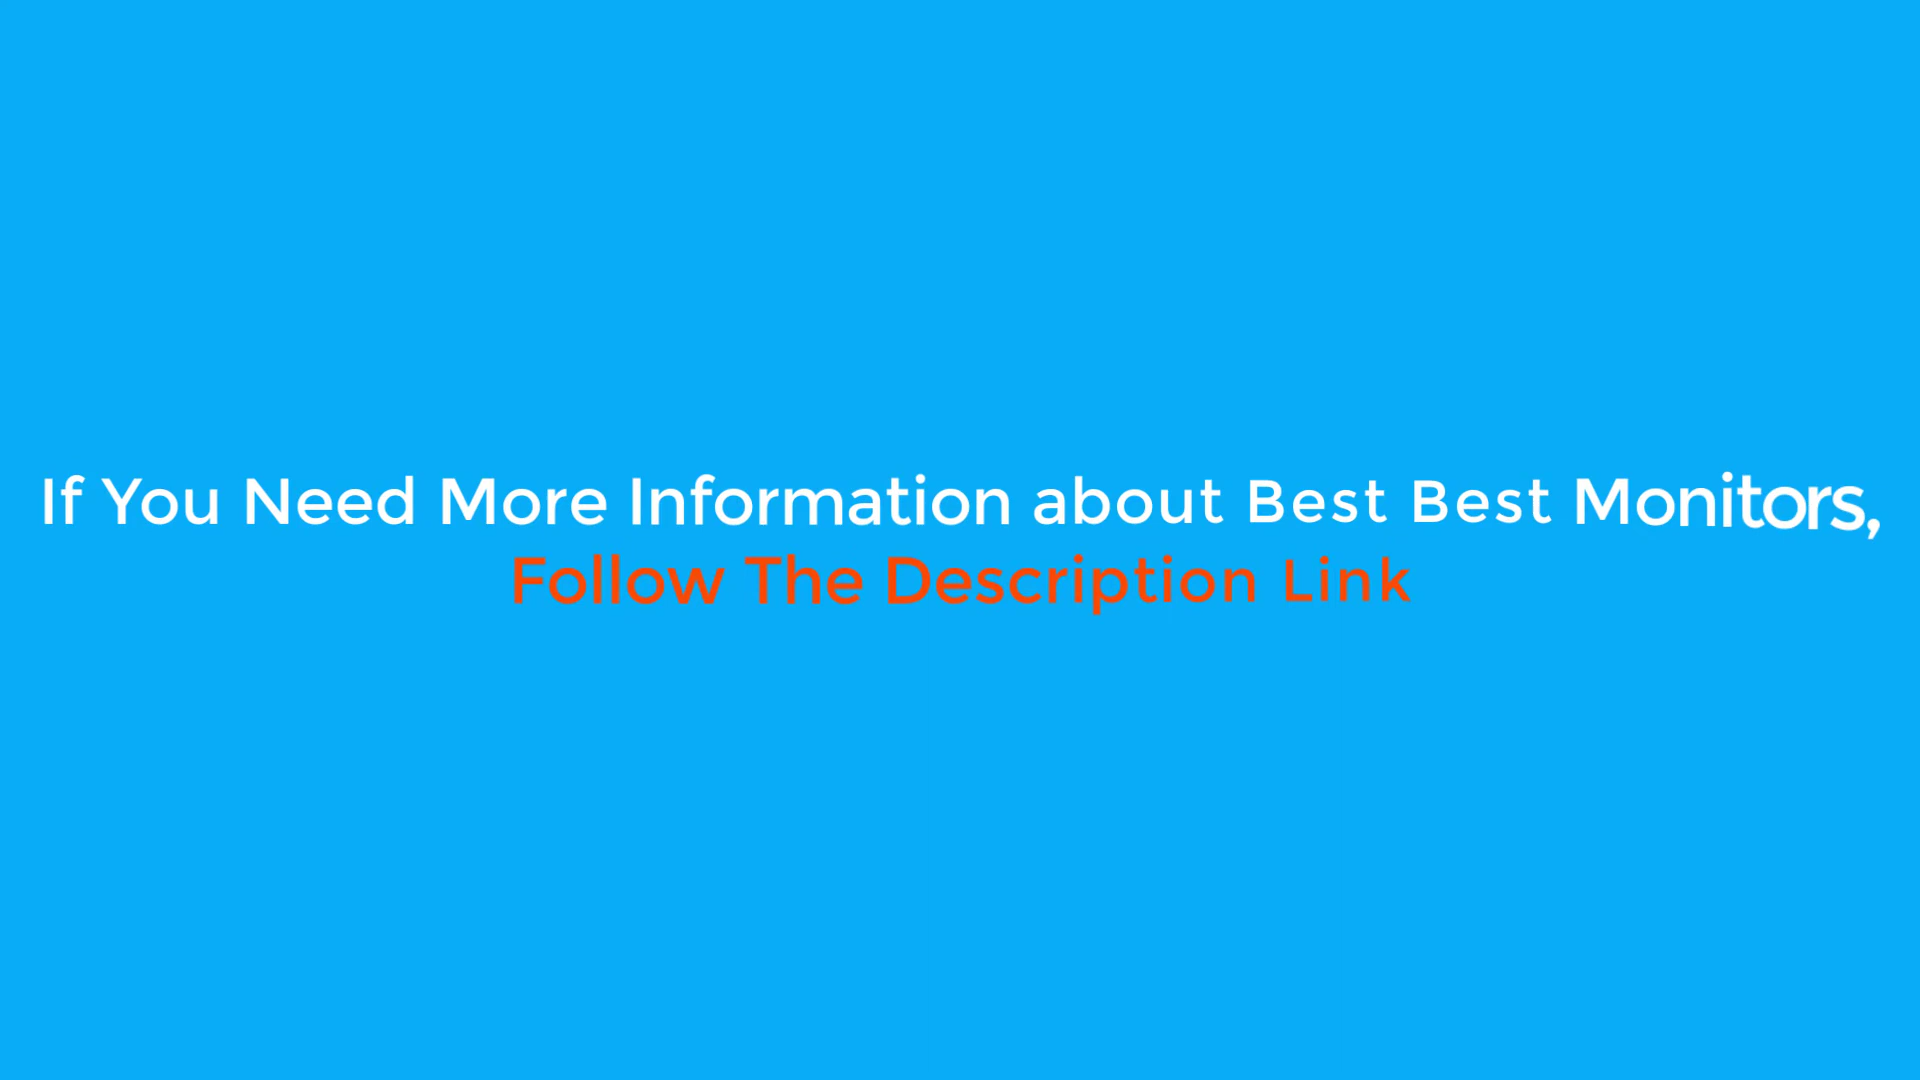 If You Need More Information about Best Best Monitors,
Follow The Description Link